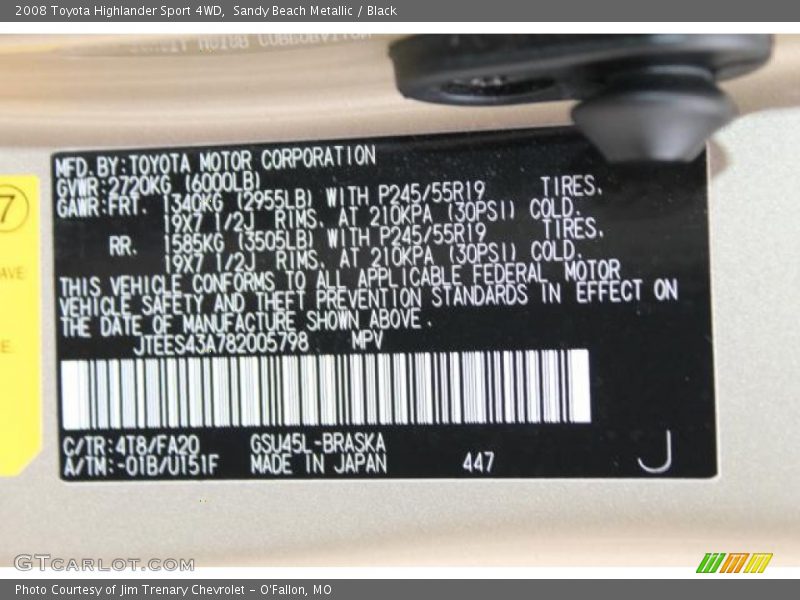 2008 Toyota Highlander Sport 4WD,  Sandy Beach Metallic / Black
MFD.BY:TOYOTA MOTOR CORPORATION
GVWR:2720KG (6000LB)
GAWR:FRT. 1340KG (2955LB) WITH P245/55R19 TIRES,
19X7 1/2J RIMS, AT 210KPA (30PSI) COLD.
RR. 1585KG (3505LB) WITH P245/55R19 TIRES,
19X7 1/2J RIMS, AT 210KPA (30PSI) COLD.
THIS VEHICLE CONFORMS TO ALL APPLICABLE FEDERAL MOTOR
VEHICLE SAFETY AND THEFT PREVENTION STANDARDS IN EFFECT ON
THE DATE OF MANUFACTURE SHOWN ABOVE.
JTEES43A782005798 MPV
C/TR:4T8/FA20 GSU45L-BRASKA
A/TM:-01B/U151F MADE IN JAPAN 447 J
7
AVE
E
GTCARLOT.COM
Photo Courtesy of Jim Trenary Chevrolet - O'Fallon, MO